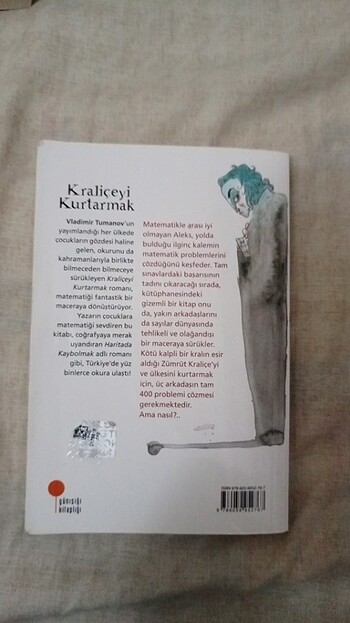 Kraliçeyi
Kurtarmak
Vladimir Tumanov'un
yayımlandığı her ülkede
çocukların gözdesi haline
gelen, okurunu da
kahramanlarıyla birlikte
bilmeceden bilmeceye
sürükleyen Kraliçeyi
Kurtarmak romanı,
matematiği fantastik bir
maceraya dönüştürüyor.
Yazarın çocuklara
matematiği sevdiren bu
kitabı, coğrafyaya merak
uyandıran Haritada
Kaybolmak adlı romanı
gibi, Türkiye'de yüz
binlerce okura ulaştı!
Matematikle arası iyi
olmayan Aleks, yolda
bulduğu ilginç kalemin
matematik problemlerini
çözdüğünü keşfeder. Tam
sınavlardaki başarısının
tadını çıkaracağı sırada,
kütüphanesindeki
gizemli bir kitap onu
da, yakın arkadaşlarını
da sayılar dünyasında
tehlikeli ve olağandışı
bir maceraya sürükler.
Kötü kalpli bir kralın esir
aldığı Zümrüt Kraliçe'yi
ve ülkesini kurtarmak
için, üç arkadaşın tam
400 problemi çözmesi
gerekmektedir.
Ama nasıl?..
günışığı
kitaplığı